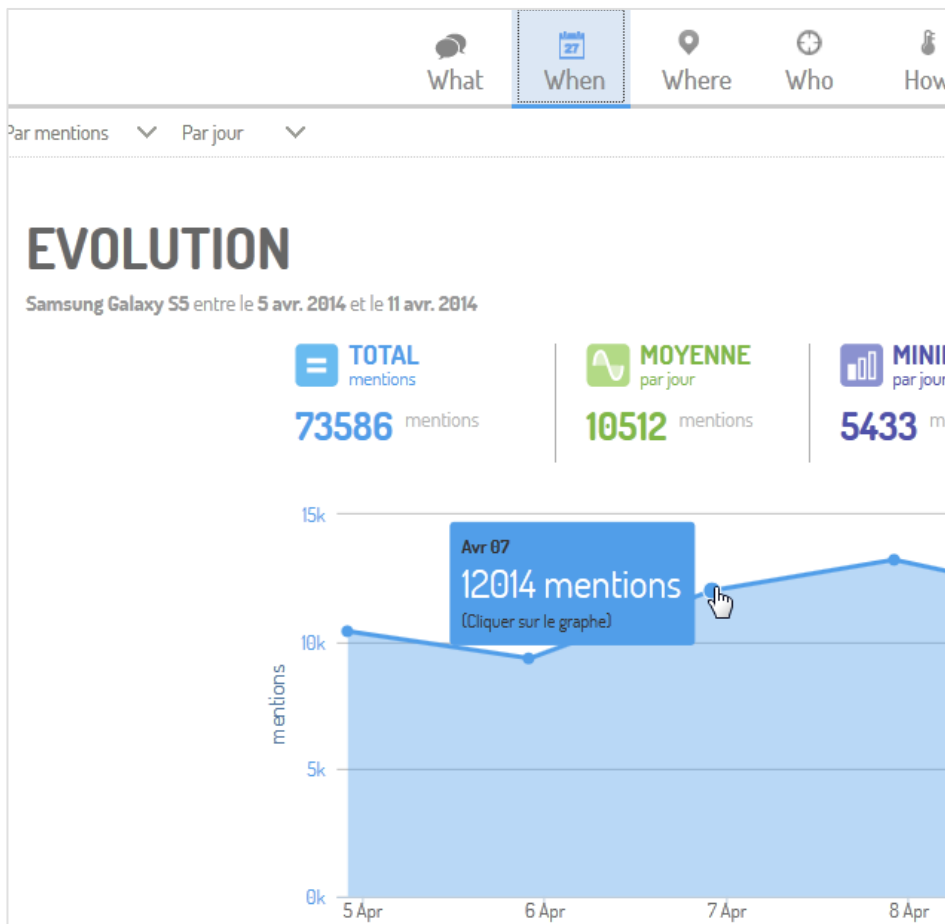 What When Where Who How
27
Par mentions Par jour
EVOLUTION
Samsung Galaxy S5 entre le 5 avr. 2014 et le 11 avr. 2014
TOTAL MOYENNE
mentions par jour par jour
73586 mentions 10512 mentions 5433
15k
Avr 07
12014 mentions
(Cliquer sur le graphe)
10k
mentions
5k
0k
5 Apr 6 Apr 7 Apr 8 Apr